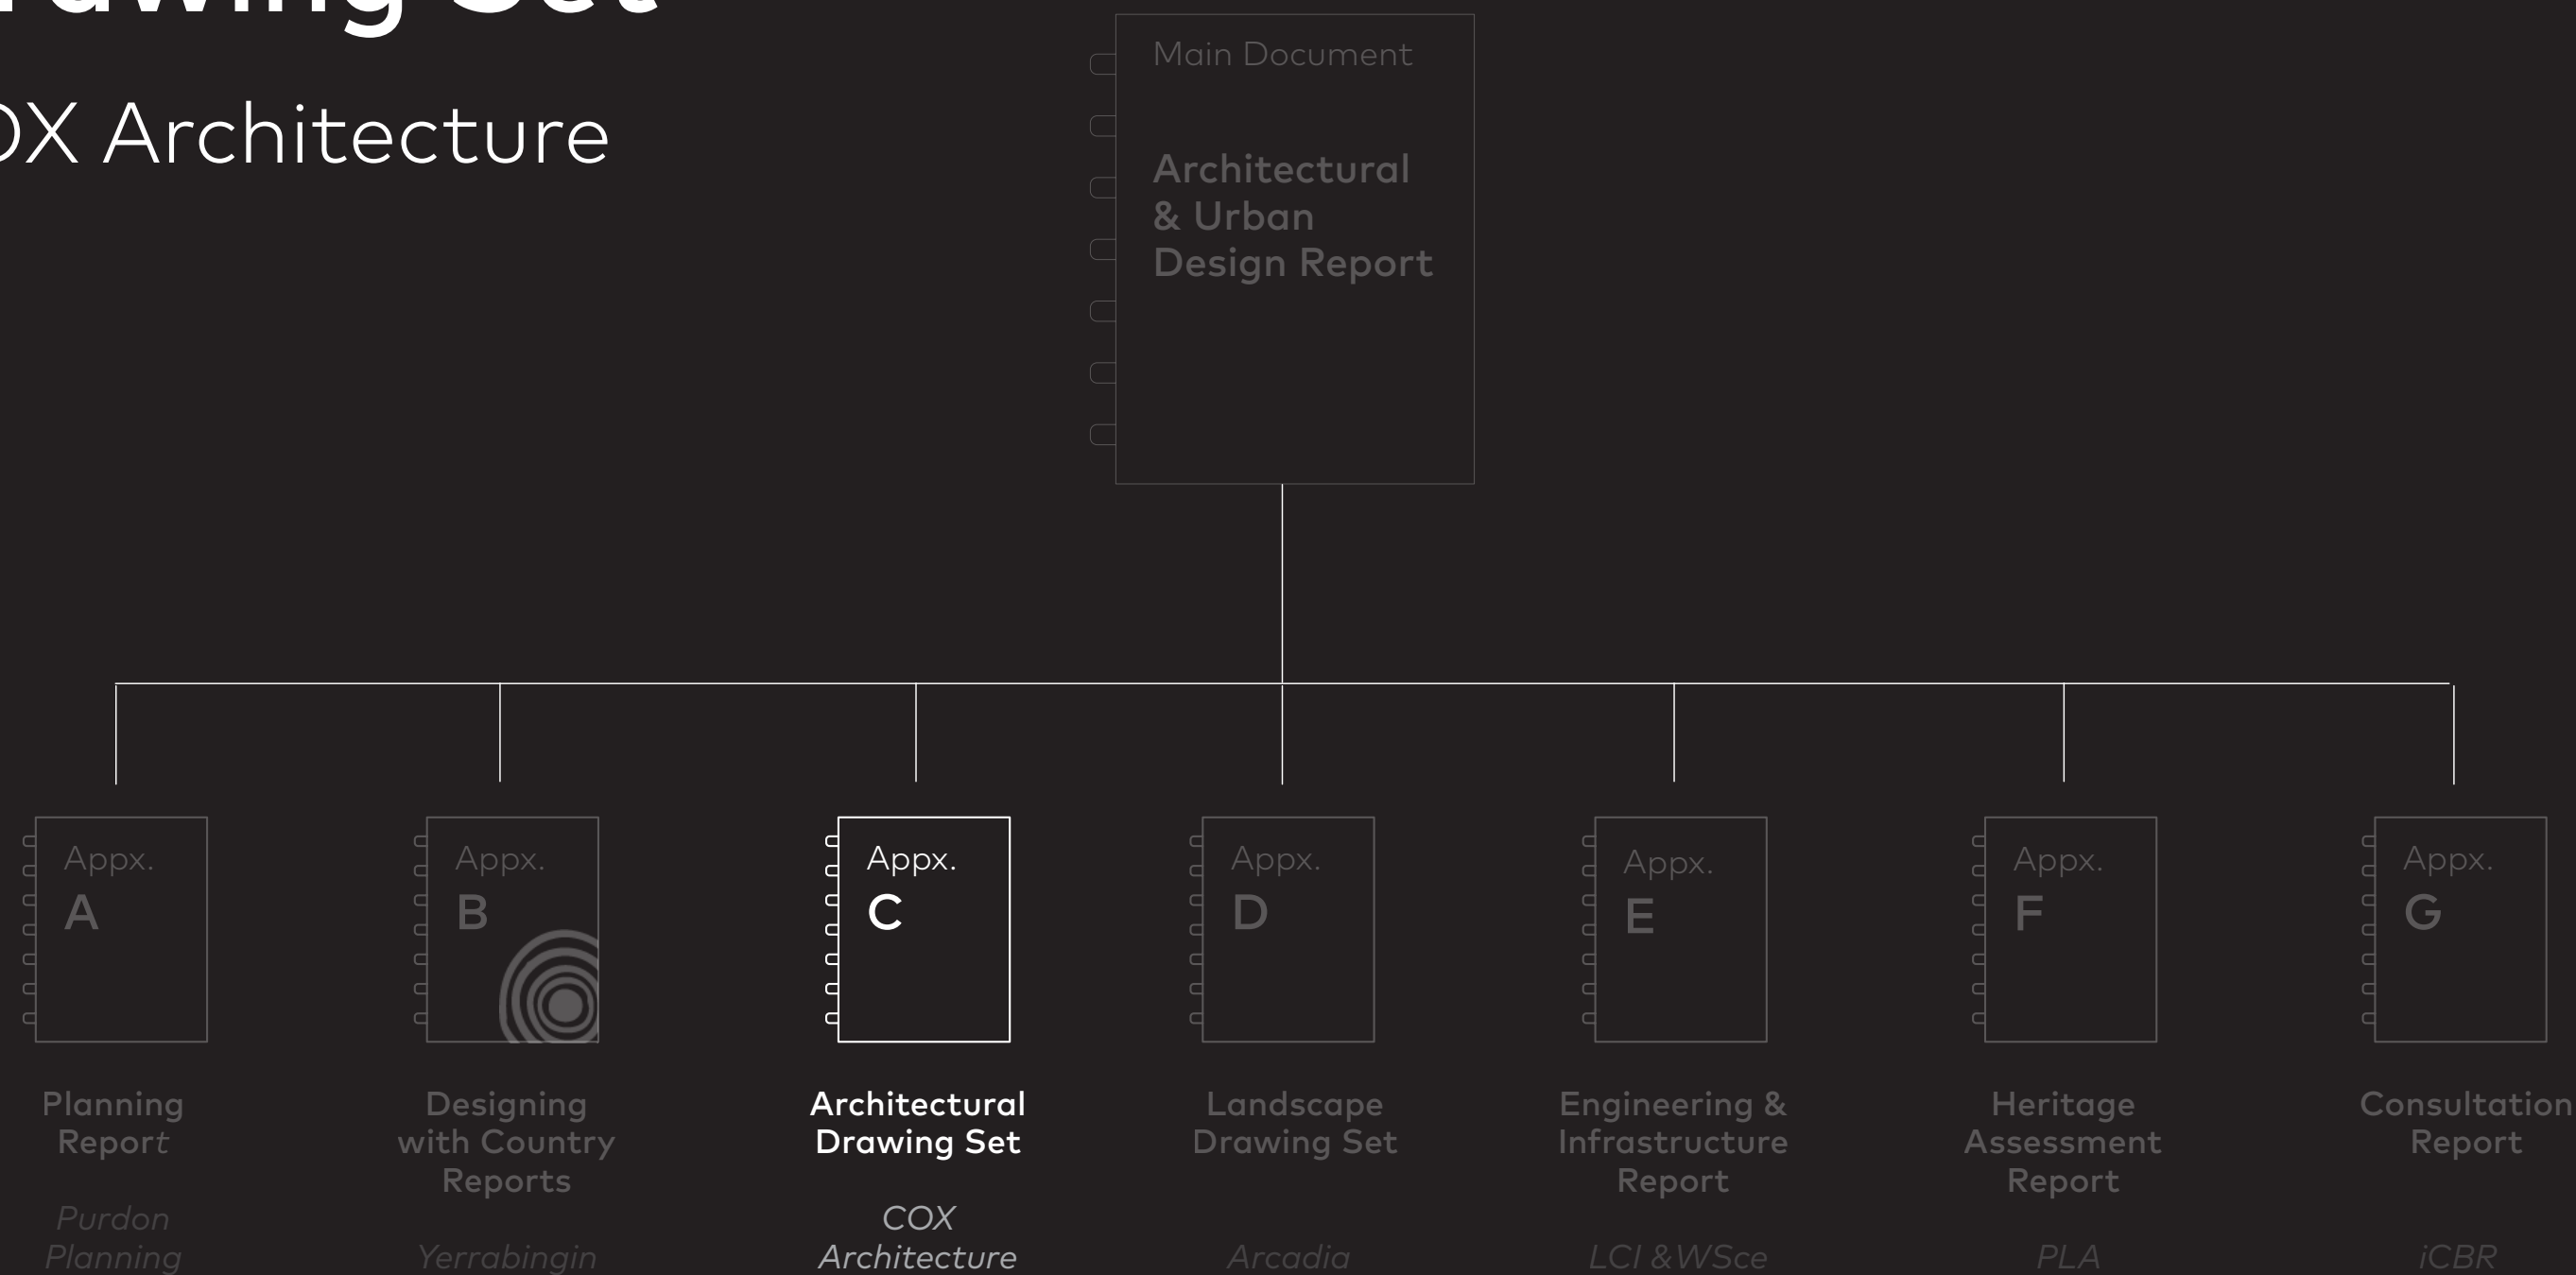 rawing Set
OX Architecture
Main Document
Architectural
& Urban
Design Report
Appx.
A
Planning
Report
Purdon
Planning
Appx.
B
Designing
with Country
Reports
Yerrabingin
Appx.
C
Architectural
Drawing Set
COX
Architecture
Appx.
D
Landscape
Drawing Set
Arcadia
Appx.
E
Engineering &
Infrastructure
Report
LCI &WSce
Appx.
F
Heritage
Assessment
Report
PLA
Appx.
G
Consultation
Report
iCBR